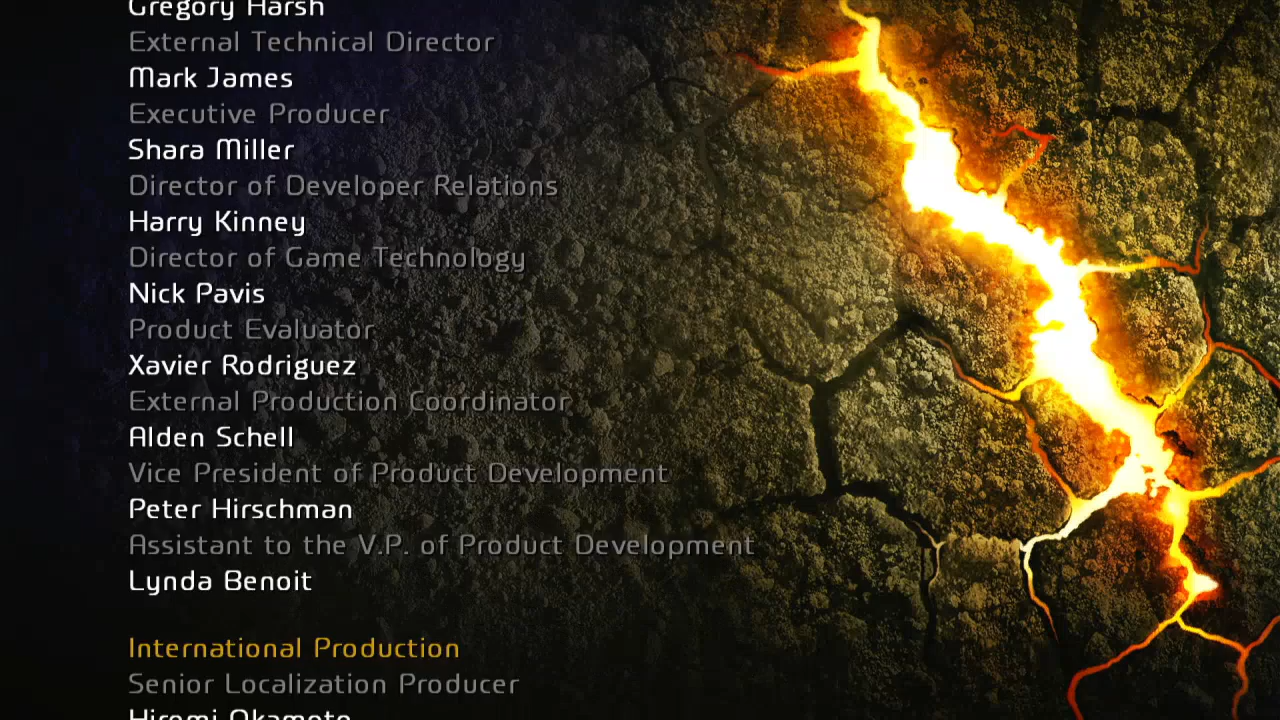 Gregory Harsh
External Technical Director
Mark James
Executive Producer
Shara Miller
Director of Developer Relations
Harry Kinney
Director of Game Technology
Nick Pavis
Product Evaluator
Xavier Rodriguez
External Production Coordinator
Alden Schell
Vice President of Product Development
Peter Hirschman
Assistant to the V.P. of Product Development
Lynda Benoit
International Production
Senior Localization Producer
Hiromi Okamoto